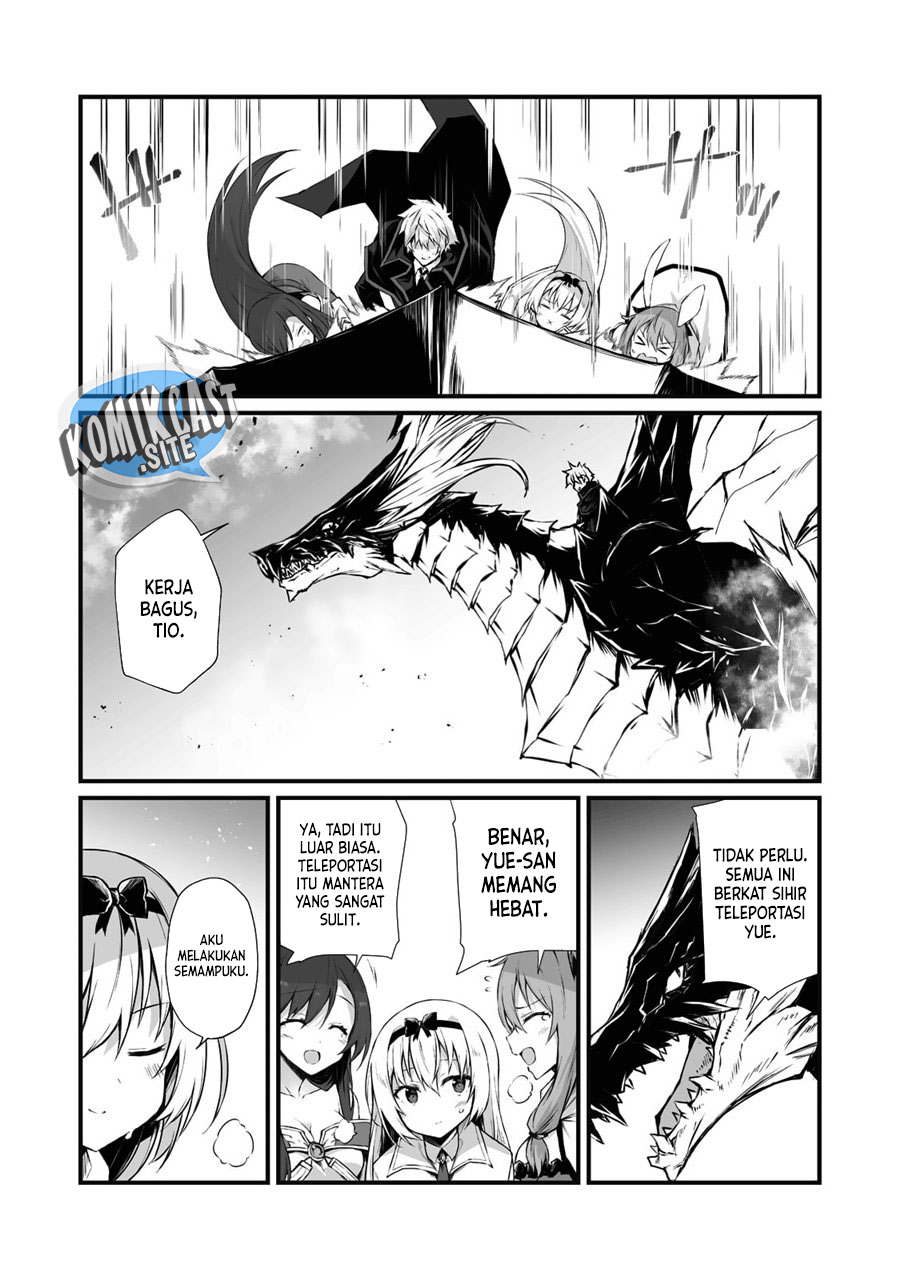 KOMIKCAST
.SITE
KERJA
BAGUS,
TIO.
TIDAK PERLU.
SEMUA INI
BERKAT SIHIR
TELEPORTASI
YUE.
BENAR,
YUE-SAN
MEMANG
HEBAT.
YA, TADI ITU
LUAR BIASA.
TELEPORTASI
ITU MANTERA
YANG SANGAT
SULIT.
AKU
MELAKUKAN
SEMAMPUKU.